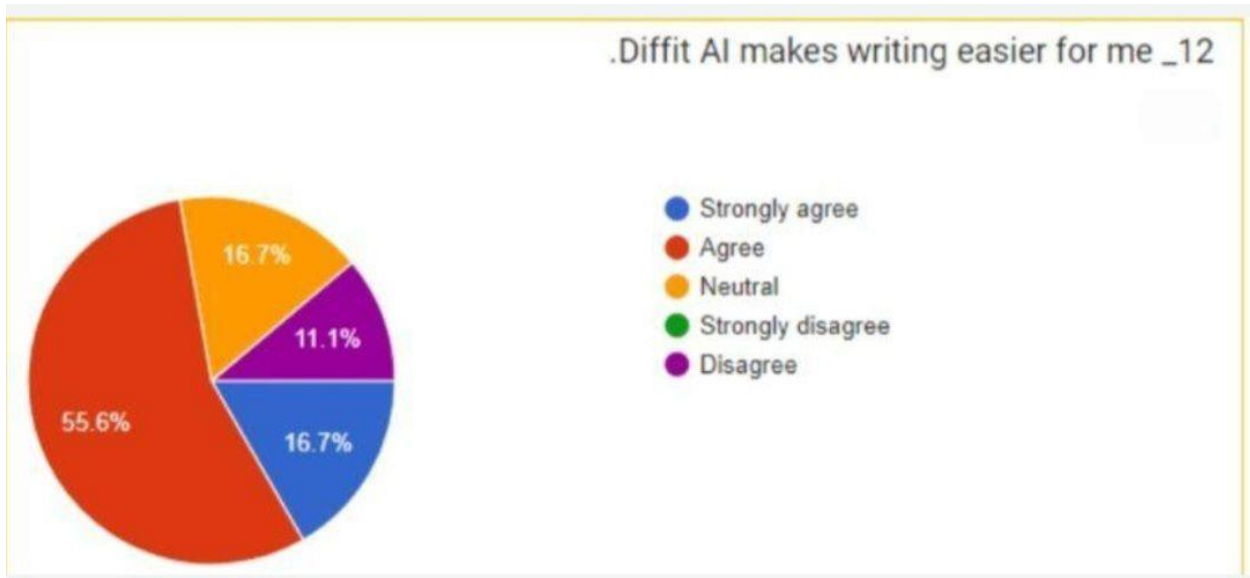 .Diffit AI makes writing easier for me _12
Strongly agree
Agree
Neutral
Strongly disagree
Disagree
16.7%
11.1%
55.6%
16.7%